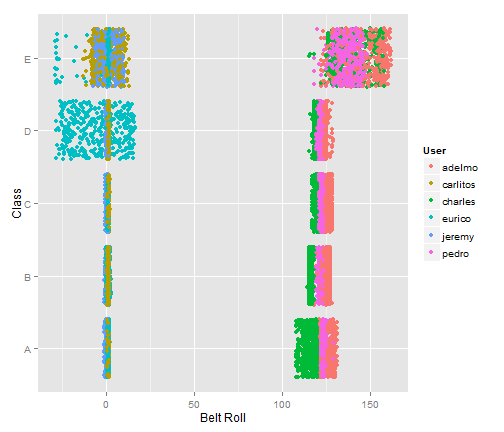 E
D
C
B
A
Class
0
50
100
150
Belt Roll
User
adelmo
carlitos
charles
eurico
jeremy
pedro